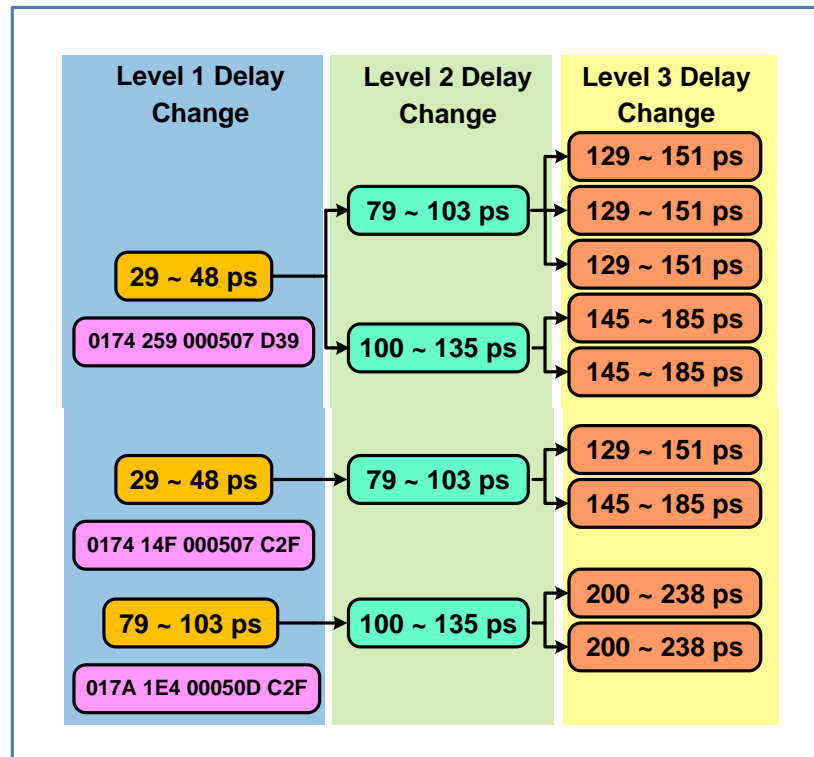 Level 1 Delay
Change
Level 2 Delay
Change
Level 3 Delay
Change
129 ~ 151 ps
79 ~ 103 ps
129 ~ 151 ps
129 ~ 151 ps
29 ~ 48 ps
145 ~ 185 ps
0174 259 000507 D39
100 ~ 135 ps
145 ~ 185 ps
129 ~ 151 ps
29 ~ 48 ps
79 ~ 103 ps
145 ~ 185 ps
0174 14F 000507 C2F
200 ~ 238 ps
79 ~ 103 ps
100 ~ 135 ps
200 ~ 238 ps
017A 1E4 00050D C2F